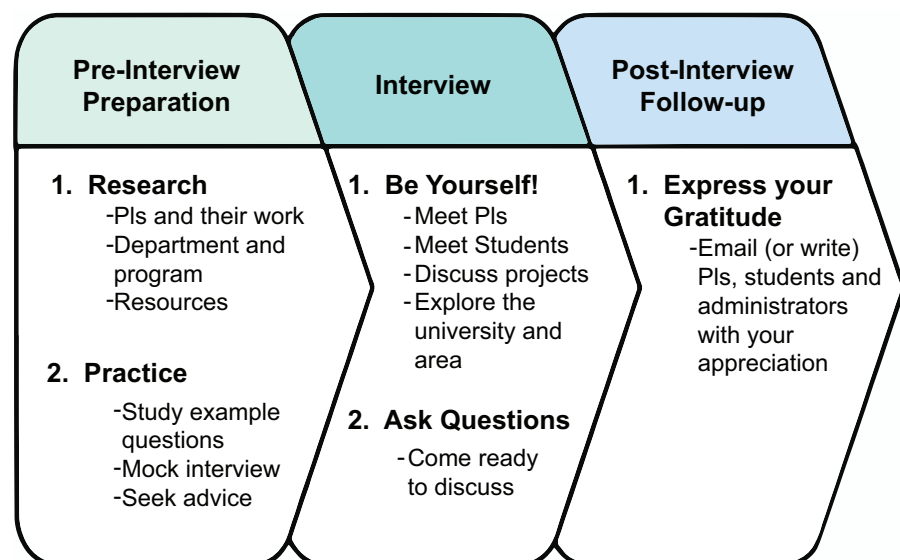 Pre-Interview
Preparation
1. Research
-PIs and their work
-Department and
program
-Resources
2. Practice
-Study example
questions
-Mock interview
-Seek advice
Interview
1. Be Yourself!
-Meet PIs
-Meet Students
-Discuss projects
-Explore the
university and
area
2. Ask Questions
-Come ready
to discuss
Post-Interview
Follow-up
1. Express your
Gratitude
-Email (or write)
PIs, students and
administrators
with your
appreciation